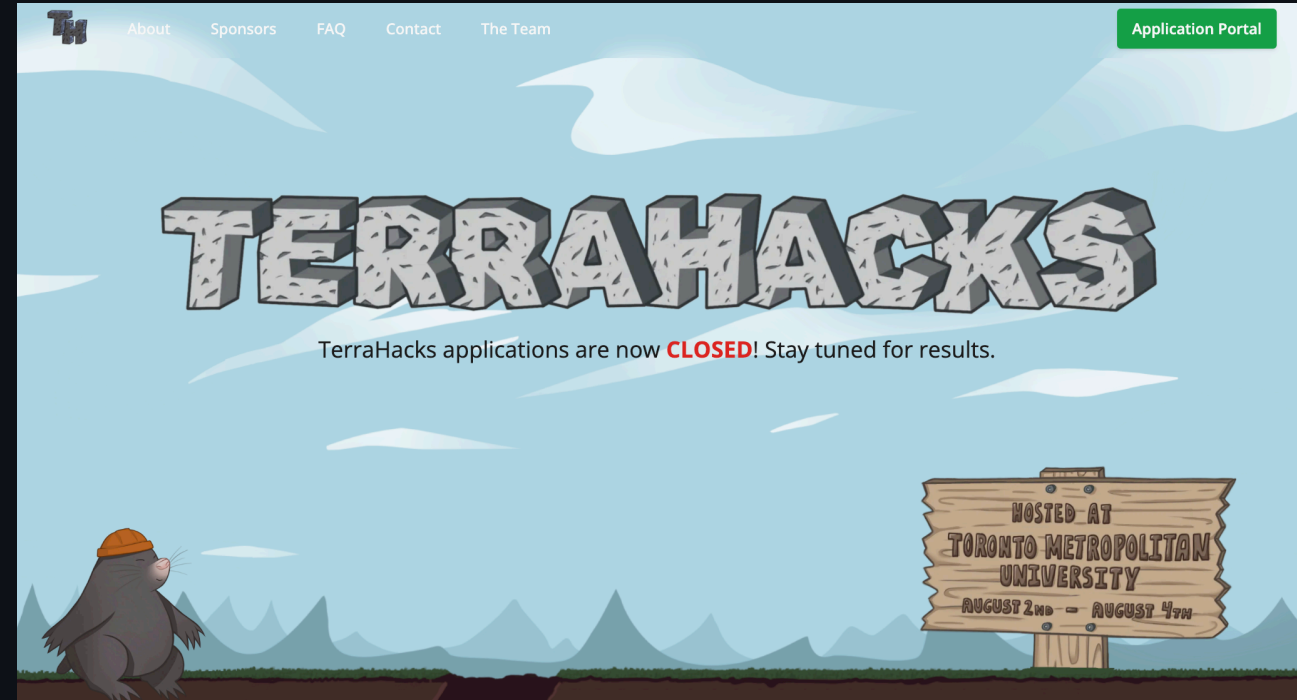 TH
About
Sponsors
FAQ
Contact
The Team
Application Portal
TERRAHACKS
TerraHacks applications are now CLOSED! Stay tuned for results.
HOSTED AT
TORONTO METROPOLITAN
UNIVERSITY
AUGUST 2ND - AUGUST 4TH